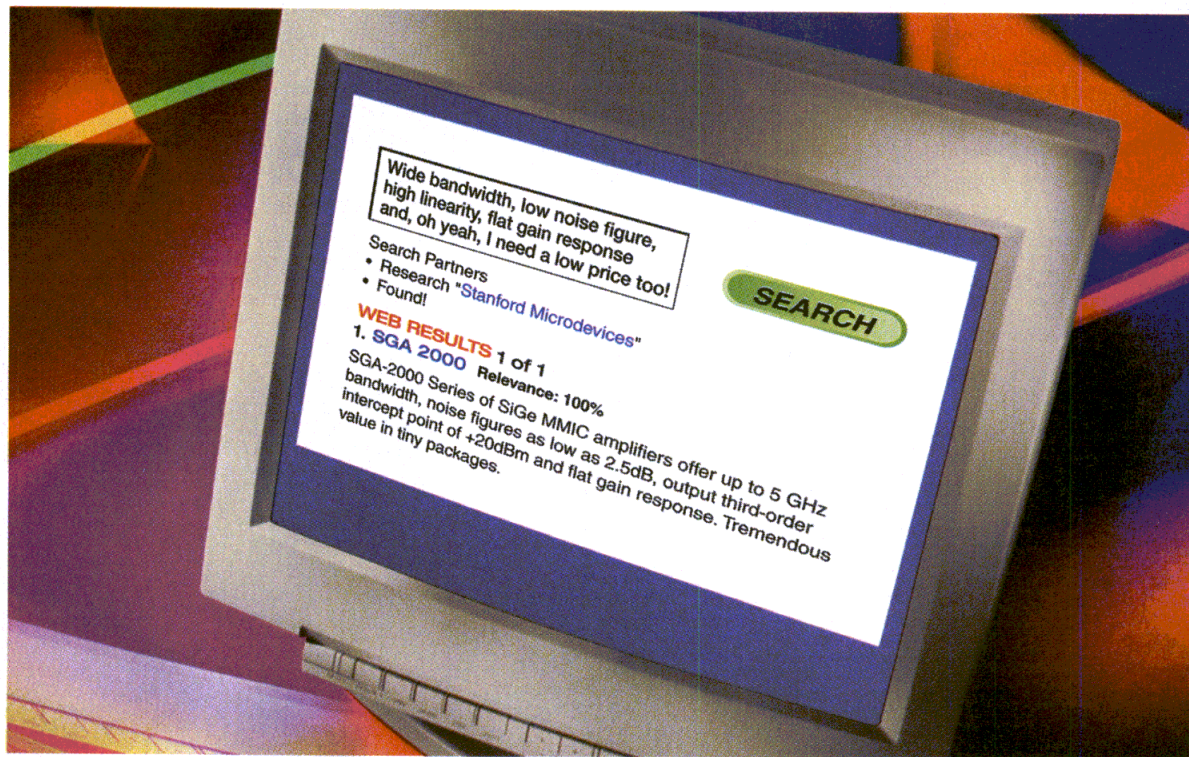 Wide bandwidth, low noise figure,
high linearity, flat gain response
and, oh yeah, I need a low price too!
SEARCH
Search Partners
• Research "Stanford Microdevices"
• Found!
WEB RESULTS 1 of 1
1. SGA 2000 Relevance: 100%
SGA-2000 Series of SiGe MMIC amplifiers offer up to 5 GHz
bandwidth, noise figures as low as 2.5dB, output third-order
intercept point of +20dBm and flat gain response. Tremendous
value in tiny packages.